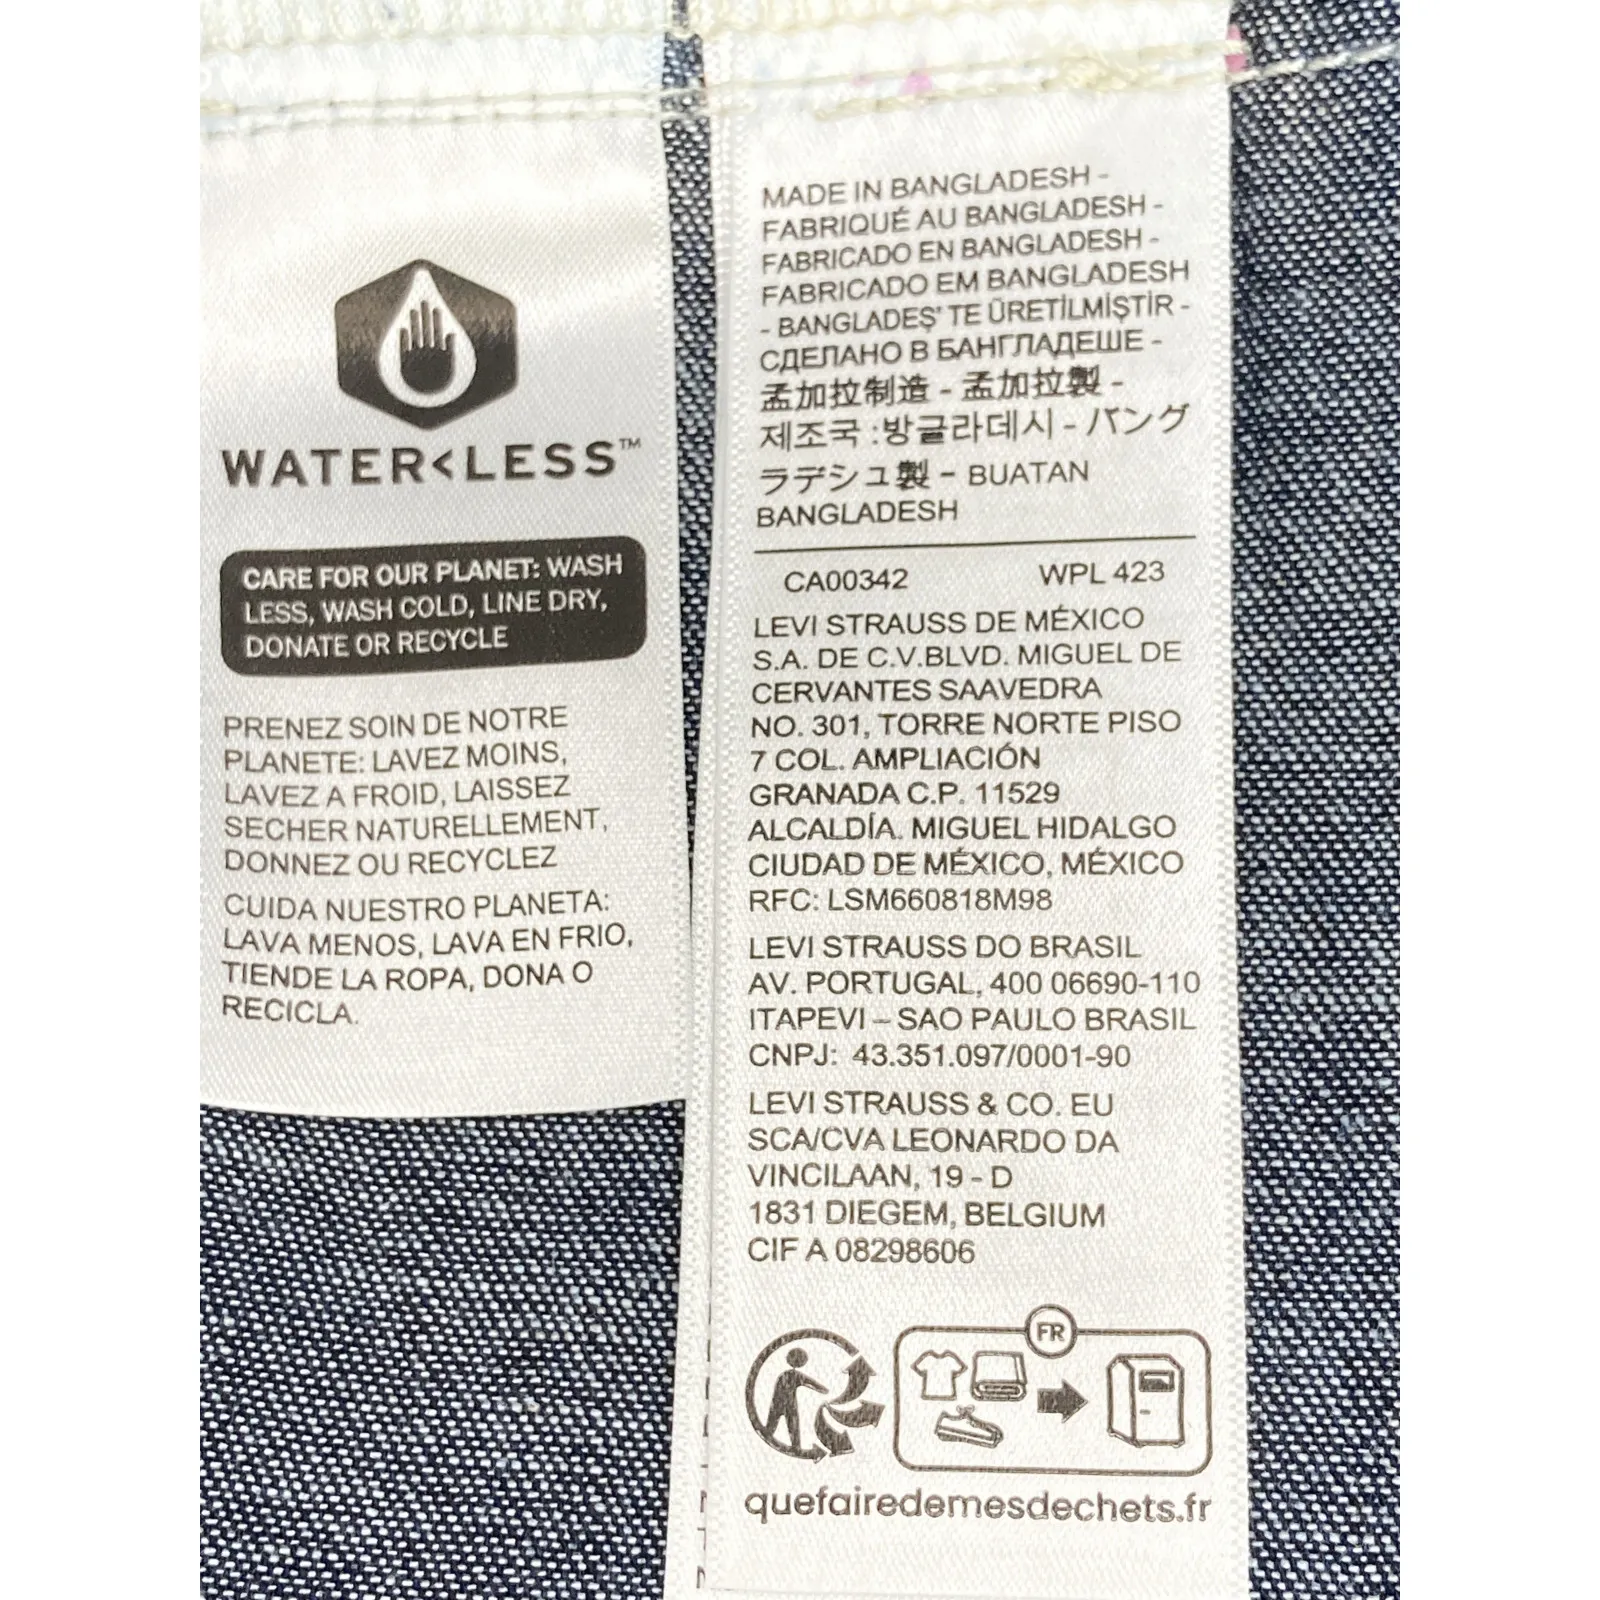 WATER<LESS™
CARE FOR OUR PLANET: WASH
LESS, WASH COLD, LINE DRY,
DONATE OR RECYCLE
PRENEZ SOIN DE NOTRE
PLANETE: LAVEZ MOINS,
LAVEZ A FROID, LAISSEZ
SECHER NATURELLEMENT,
DONNEZ OU RECYCLEZ
CUIDA NUESTRO PLANETA:
LAVA MENOS, LAVA EN FRIO,
TIENDE LA ROPA, DONA O
RECICLA.
MADE IN BANGLADESH -
FABRIQUÉ AU BANGLADESH -
FABRICADO EN BANGLADESH -
FABRICADO EM BANGLADESH
- BANGLADEŞ' TE ÜRETİLMİŞTİR -
СДЕЛАНО В БАНГЛАДЕШЕ -
孟加拉制造 - 孟加拉製 -
제조국 :방글라데시 - バング
ラデシュ製 - BUATAN
BANGLADESH
CA00342 WPL 423
LEVI STRAUSS DE MÉXICO
S.A. DE C.V.BLVD. MIGUEL DE
CERVANTES SAAVEDRA
NO. 301, TORRE NORTE PISO
7 COL. AMPLIACIÓN
GRANADA C.P. 11529
ALCALDÍA. MIGUEL HIDALGO
CIUDAD DE MÉXICO, MÉXICO
RFC: LSM660818M98
LEVI STRAUSS DO BRASIL
AV. PORTUGAL, 400 06690-110
ITAPEVI – SAO PAULO BRASIL
CNPJ: 43.351.097/0001-90
LEVI STRAUSS & CO. EU
SCA/CVA LEONARDO DA
VINCILAAN, 19 - D
1831 DIEGEM, BELGIUM
CIF A 08298606
FR
quefairedemesdechets.fr